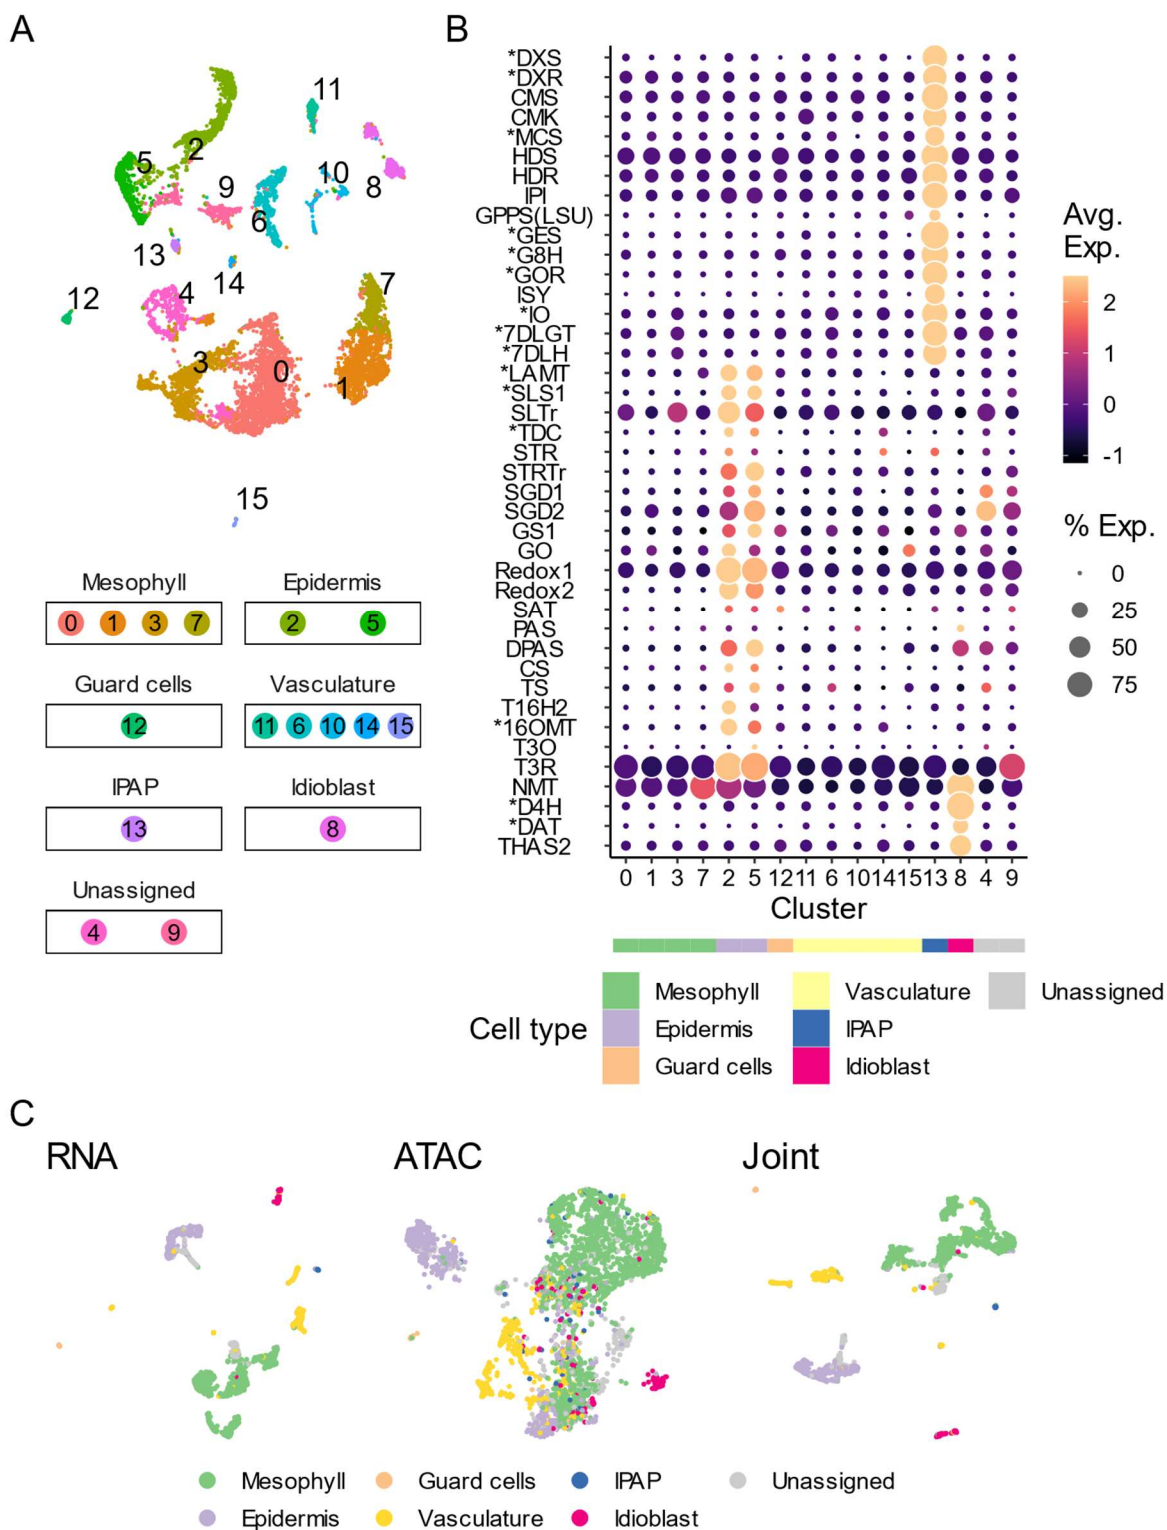 A
11
2
5
10
9
8
6
13
14
12
4
7
3
0
1
15
Mesophyll
0 1 3 7
Epidermis
2 5
Guard cells
12
Vasculature
11 6 10 14 15
IPAP
13
Idioblast
8
Unassigned
4 9
B
*DXS
*DXR
CMS
CMK
*MCS
HDS
HDR
IPI
GPPS(LSU)
*GES
*G8H
*GOR
ISY
*IO
*7DLGT
*7DLH
*LAMT
*SLS1
SLTr
*TDC
STR
STRTr
SGD1
SGD2
GS1
GO
Redox1
Redox2
SAT
PAS
DPAS
CS
TS
T16H2
*16OMT
T3O
T3R
NMT
*D4H
*DAT
THAS2
0 1 3 7 2 5 12 11 6 10 14 15 13 8 4 9
Cluster
Avg.
Exp.
2
1
0
-1
% Exp.
0
25
50
75
Cell type
Mesophyll
Vasculature
Unassigned
Epidermis
IPAP
Guard cells
Idioblast
C
RNA
ATAC
Joint
Mesophyll
Guard cells
IPAP
Unassigned
Epidermis
Vasculature
Idioblast